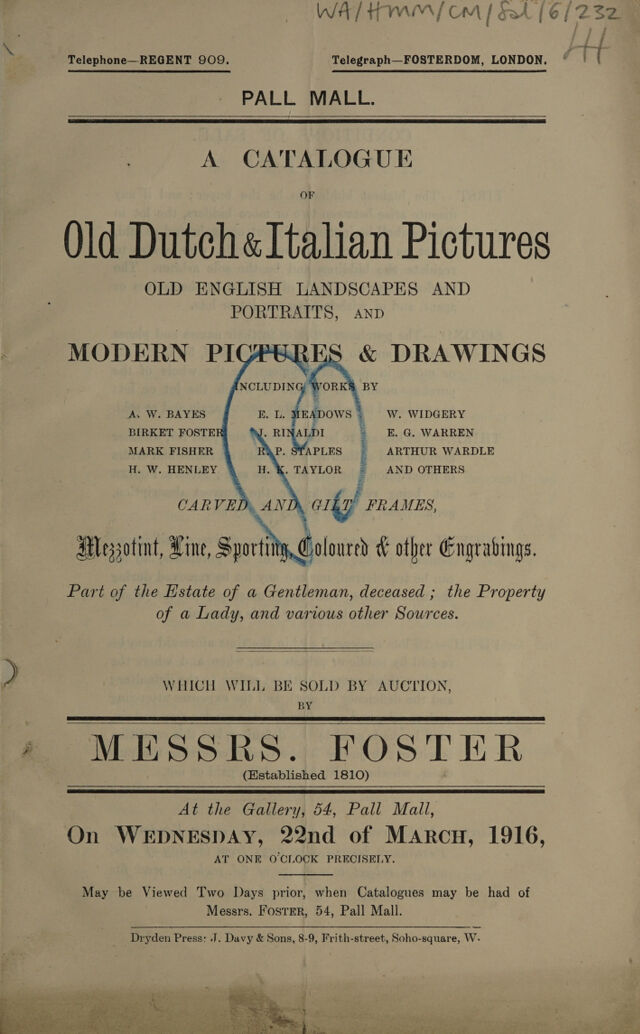 WA/HMM/CM/Sal/6/232
Telephone—REGENT 909. Telegraph—FOSTERDOM, LONDON.
PALL MALL.
A CATALOGUE
OF
Old Dutch & Italian Pictures
OLD ENGLISH LANDSCAPES AND
PORTRAITS, AND
MODERN PICTURES & DRAWINGS
INCLUDING WORKS BY
A. W. BAYES E. L. MEADOWS W. WIDGERY
BIRKET FOSTER J. RINALDI E. G. WARREN
MARK FISHER R. P. STAPLES ARTHUR WARDLE
H. W. HENLEY H. K. TAYLOR AND OTHERS
CARVED AND GILT FRAMES,
Mezzotint, Line, Sporting, Coloured & other Engravings.
Part of the Estate of a Gentleman, deceased; the Property
of a Lady, and various other Sources.
WHICH WILL BE SOLD BY AUCTION,
BY
MESSRS. FOSTER
(Established 1810)
At the Gallery, 54, Pall Mall,
On WEDNESDAY, 22nd of MARCH, 1916,
AT ONE O'CLOCK PRECISELY.
May be Viewed Two Days prior, when Catalogues may be had of
Messrs. FOSTER, 54, Pall Mall.
Dryden Press: J. Davy & Sons, 8-9, Frith-street, Soho-square, W.